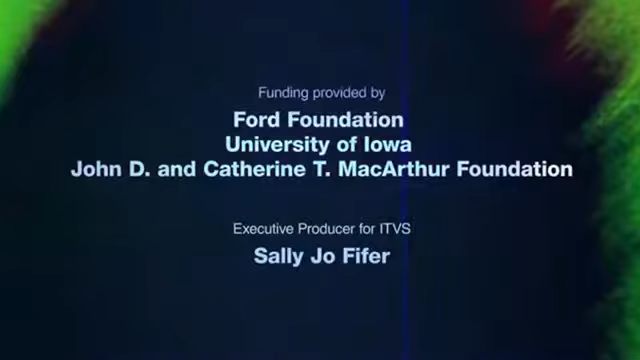 Funding provided by
Ford Foundation
University of Iowa
John D. and Catherine T. MacArthur Foundation
Executive Producer for ITVS
Sally Jo Fifer